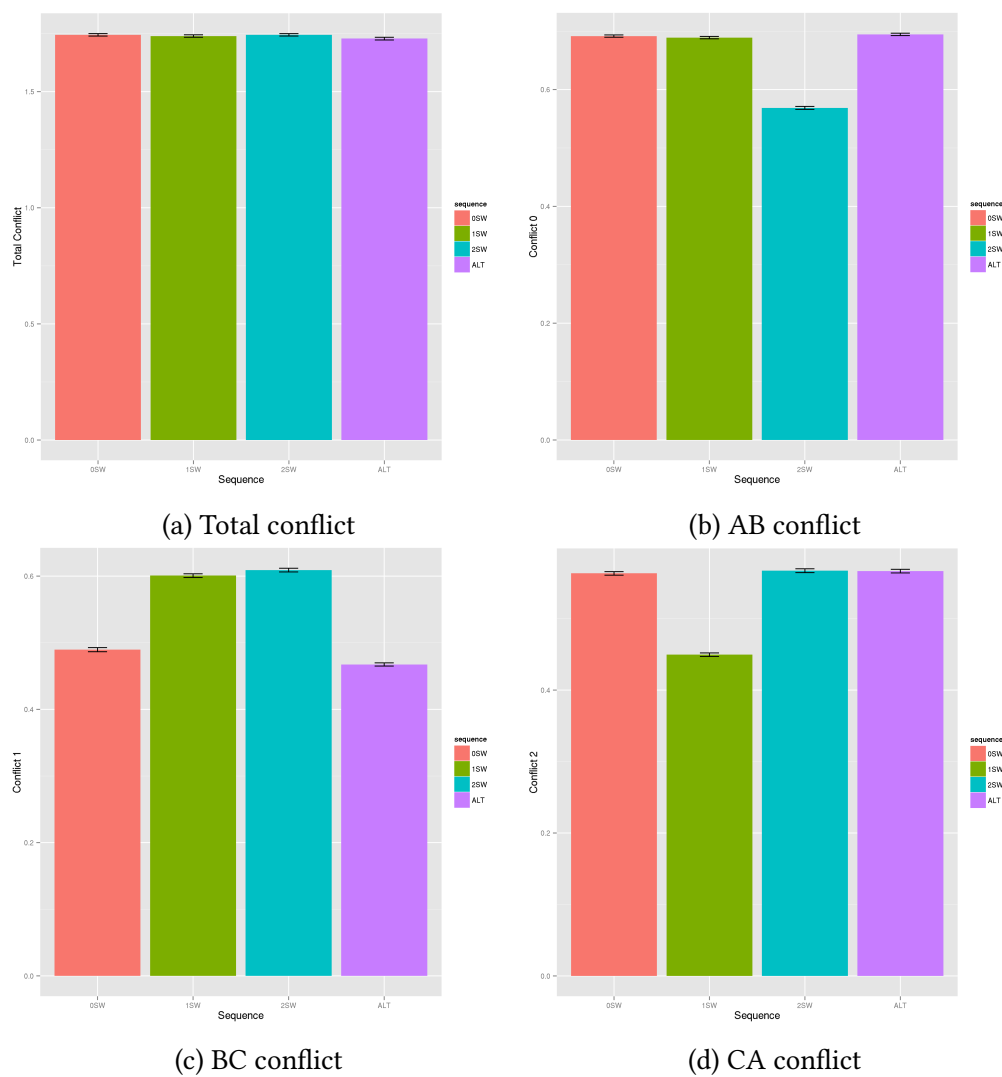 1.5
1.0
0.5
0.0
Total Conflict
0SW
1SW
2SW
ALT
Sequence
sequence
0SW
1SW
2SW
ALT
(a) Total conflict
0.6
0.4
0.2
0.0
Conflict 0
0SW
1SW
2SW
ALT
Sequence
sequence
0SW
1SW
2SW
ALT
(b) AB conflict
0.6
0.4
0.2
0.0
Conflict 1
0SW
1SW
2SW
ALT
Sequence
sequence
0SW
1SW
2SW
ALT
(c) BC conflict
0.4
0.2
0.0
Conflict 2
0SW
1SW
2SW
ALT
Sequence
sequence
0SW
1SW
2SW
ALT
(d) CA conflict